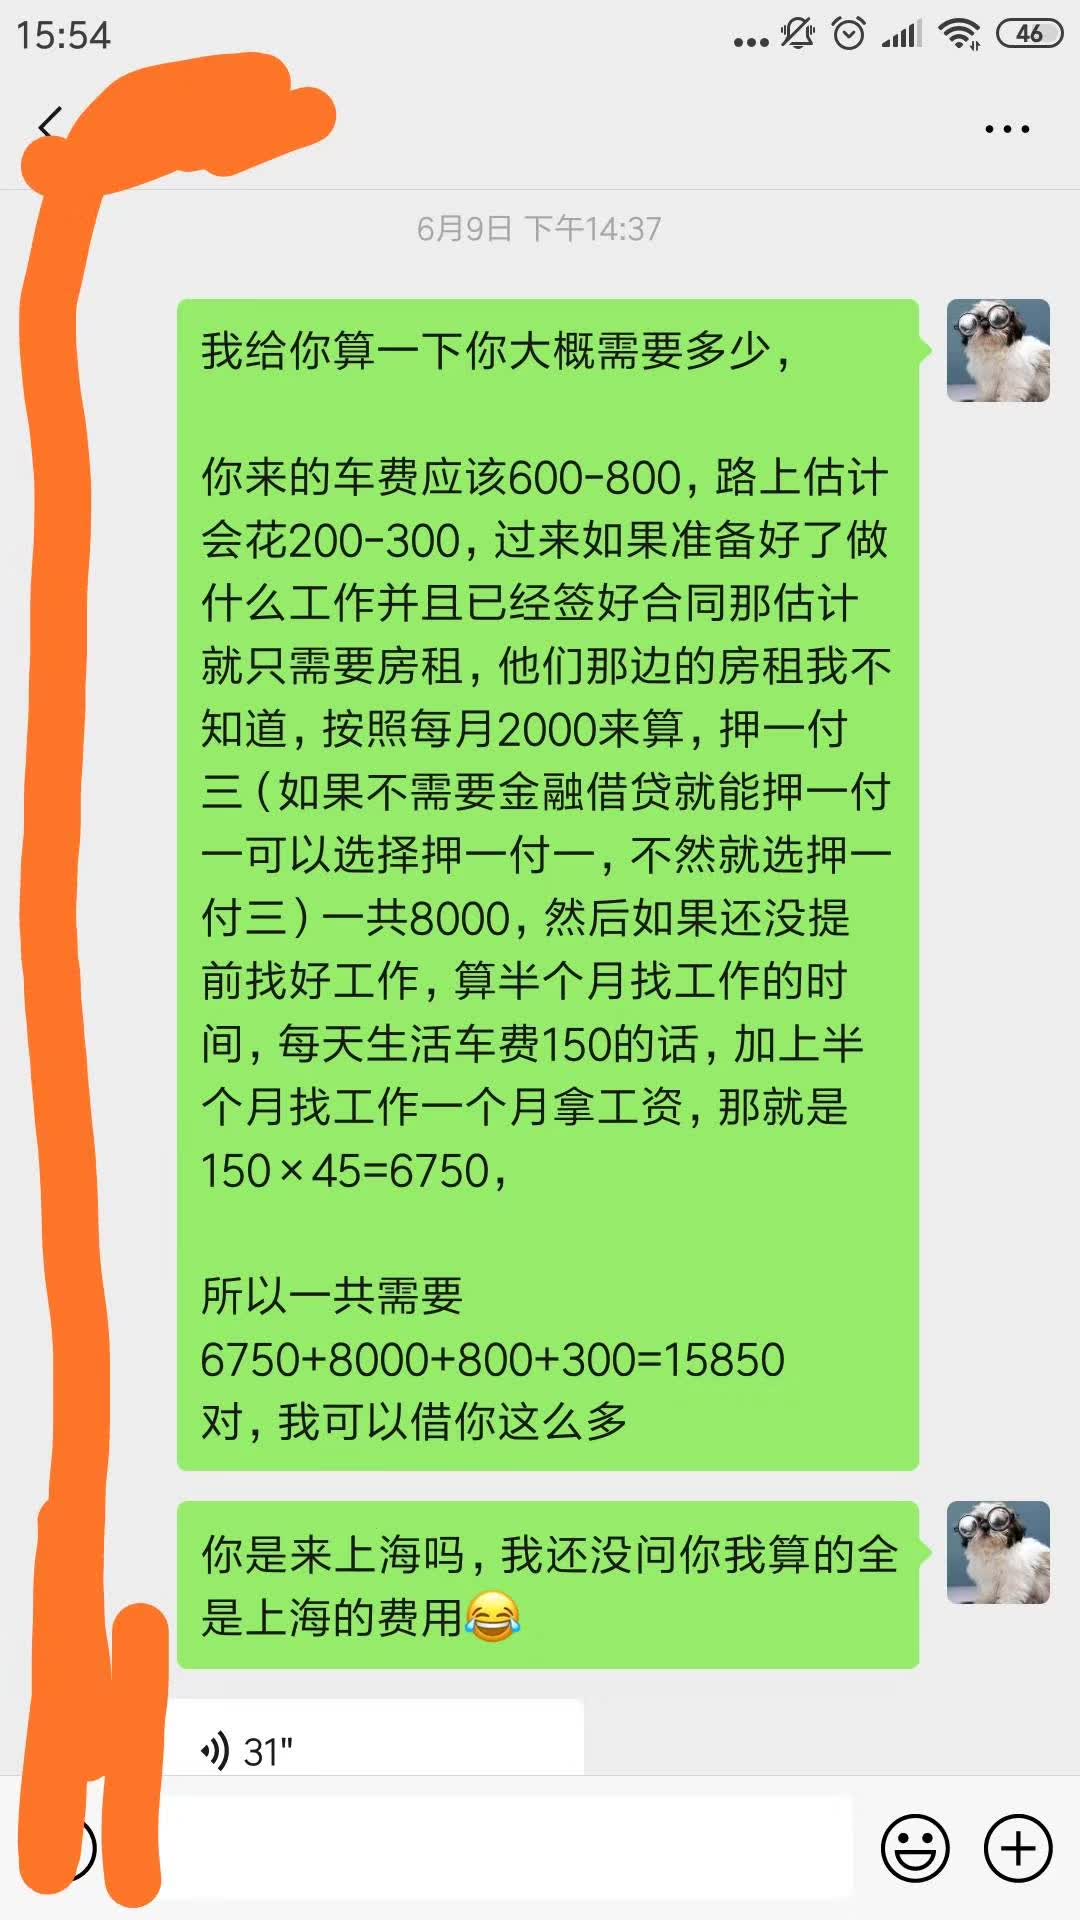 15:54
46
6月9日 下午14:37
我给你算一下你大概需要多少，
你来的车费应该600-800，路上估计
会花200-300，过来如果准备好了做
什么工作并且已经签好合同那估计
就只需要房租，他们那边的房租我不
知道，按照每月2000来算，押一付
三（如果不需要金融借贷就能押一付
一可以选择押一付一，不然就选押一
付三）一共8000，然后如果还没提
前找好工作，算半个月找工作的时
间，每天生活车费150的话，加上半
个月找工作一个月拿工资，那就是
150×45=6750，
所以一共需要
6750+8000+800+300=15850
对，我可以借你这么多
你是来上海吗，我还没问你我算的全
是上海的费用😂
31"